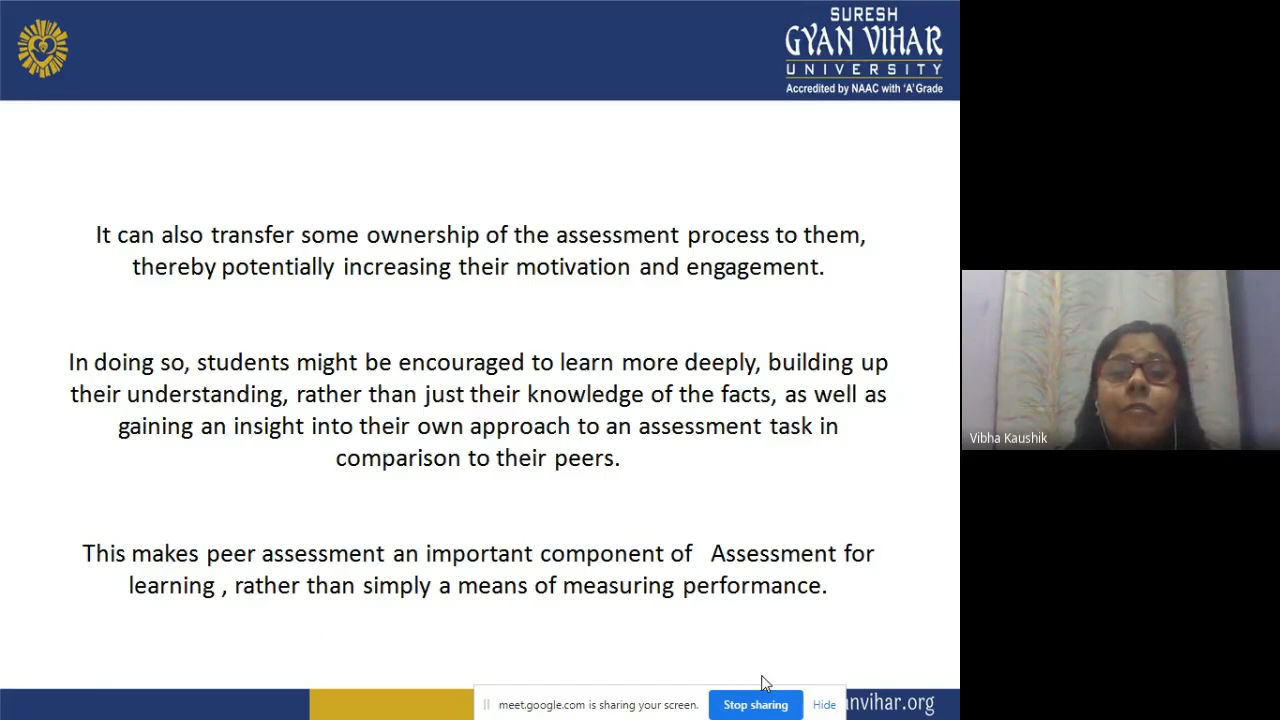 SURESH
GYAN VIHAR
UNIVERSITY
Accredited by NAAC with 'A' Grade
It can also transfer some ownership of the assessment process to them,
thereby potentially increasing their motivation and engagement.
In doing so, students might be encouraged to learn more deeply, building up
their understanding, rather than just their knowledge of the facts, as well as
gaining an insight into their own approach to an assessment task in
comparison to their peers.
This makes peer assessment an important component of Assessment for
learning , rather than simply a means of measuring performance.
Vibha Kaushik
meet.google.com is sharing your screen. Stop sharing Hide
anvihar.org